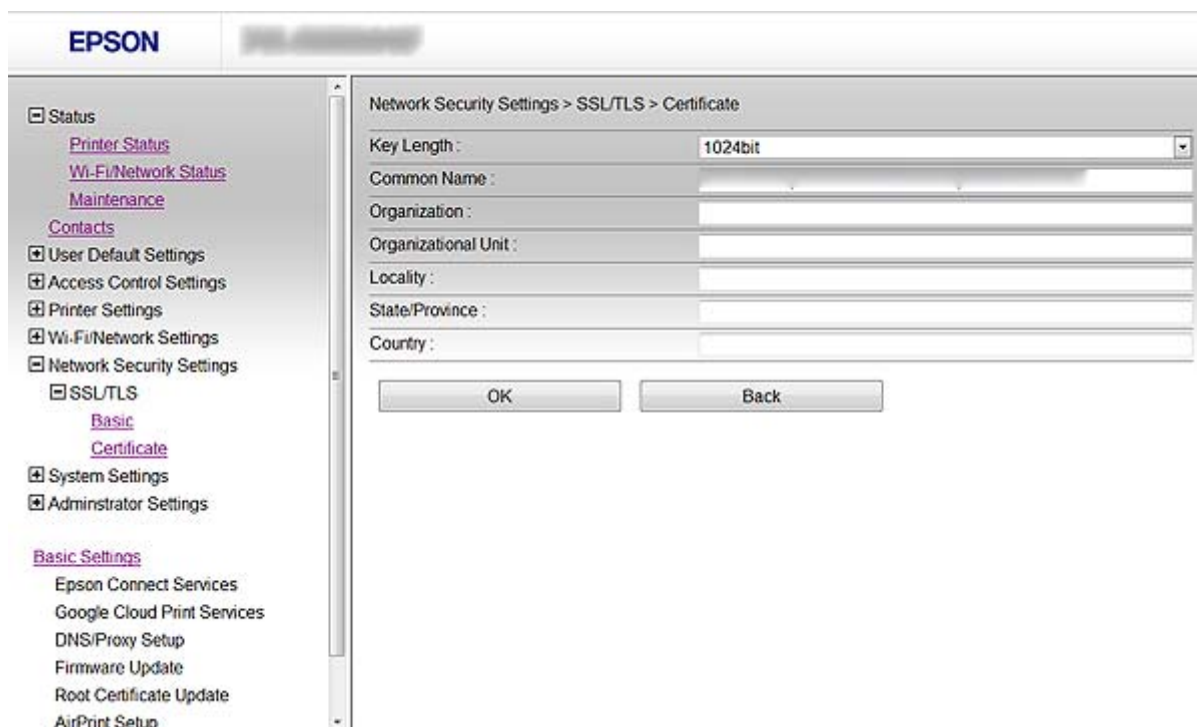 EPSON
Status
Printer Status
Wi-Fi/Network Status
Maintenance
Contacts
User Default Settings
Access Control Settings
Printer Settings
Wi-Fi/Network Settings
Network Security Settings
SSL/TLS
Basic
Certificate
System Settings
Adminstrator Settings
Basic Settings
Epson Connect Services
Google Cloud Print Services
DNS/Proxy Setup
Firmware Update
Root Certificate Update
AirPrint Setup
Network Security Settings > SSL/TLS > Certificate
Key Length : 1024bit
Common Name :
Organization :
Organizational Unit :
Locality :
State/Province :
Country :
OK Back